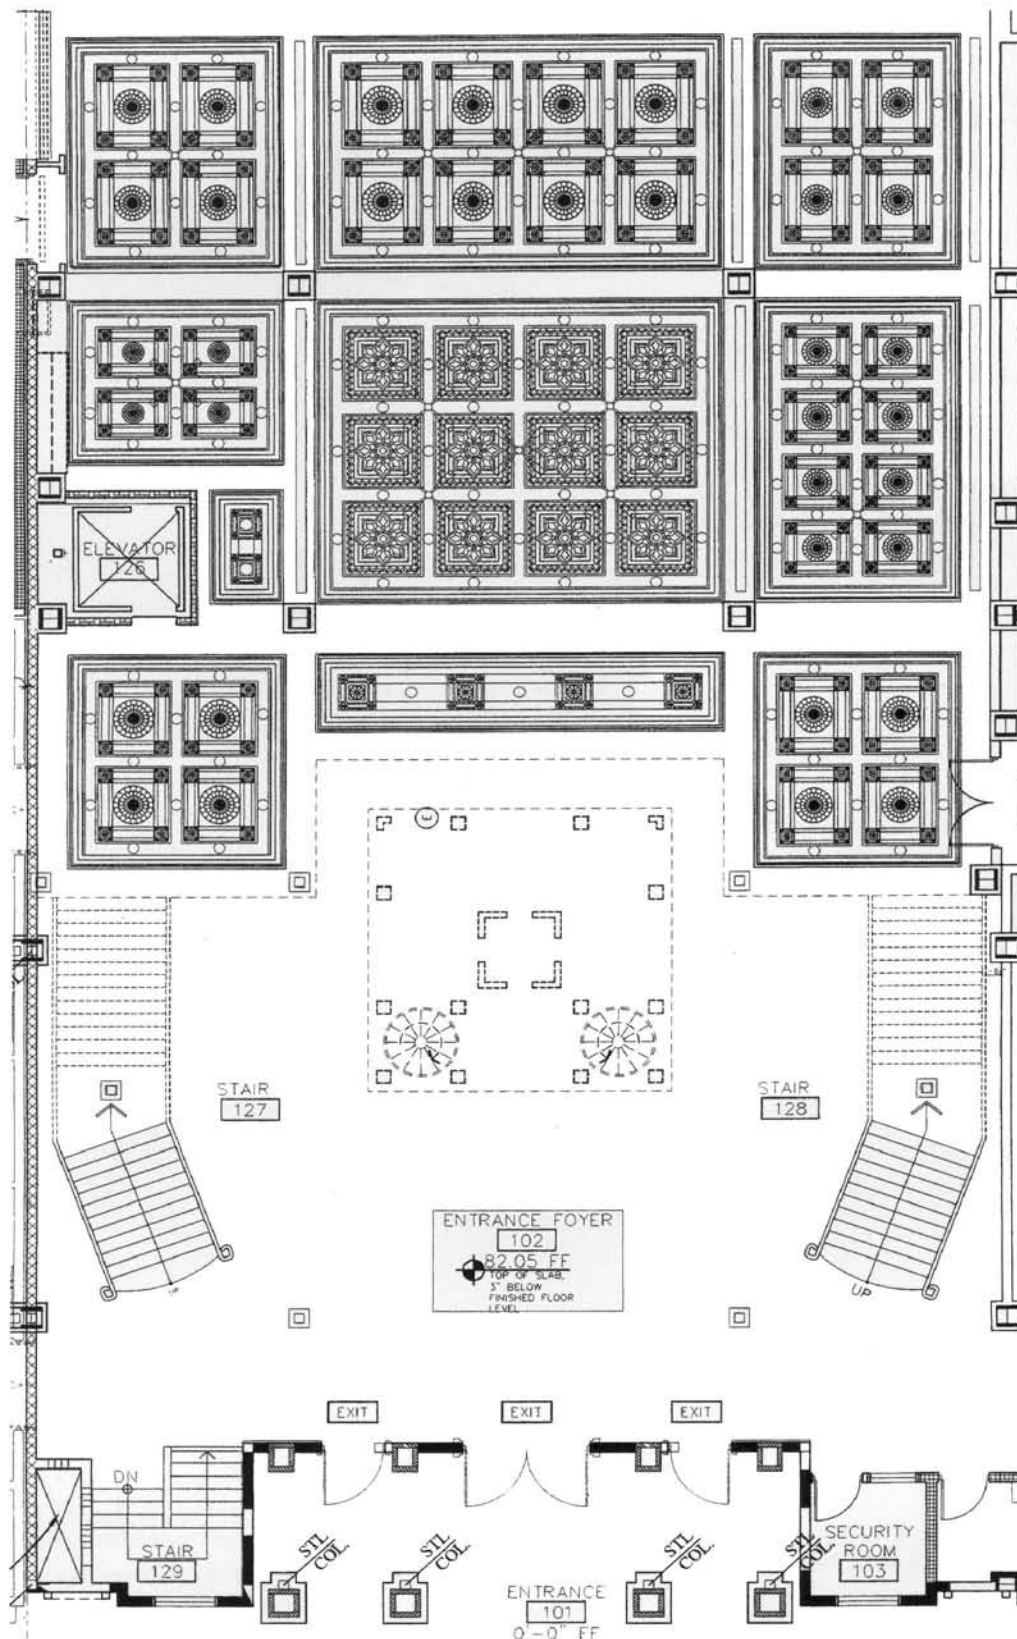 ELEVATOR
126
STAIR
127
STAIR
128
ENTRANCE FOYER
102
82.05 FF
TOP OF SLAB,
3" BELOW
FINISHED FLOOR
LEVEL
UP
EXIT
EXIT
EXIT
DN
STAIR
129
STL
COL.
STL
COL.
STL
COL.
STL
COL.
SECURITY
ROOM
103
ENTRANCE
101
0'-0" FF